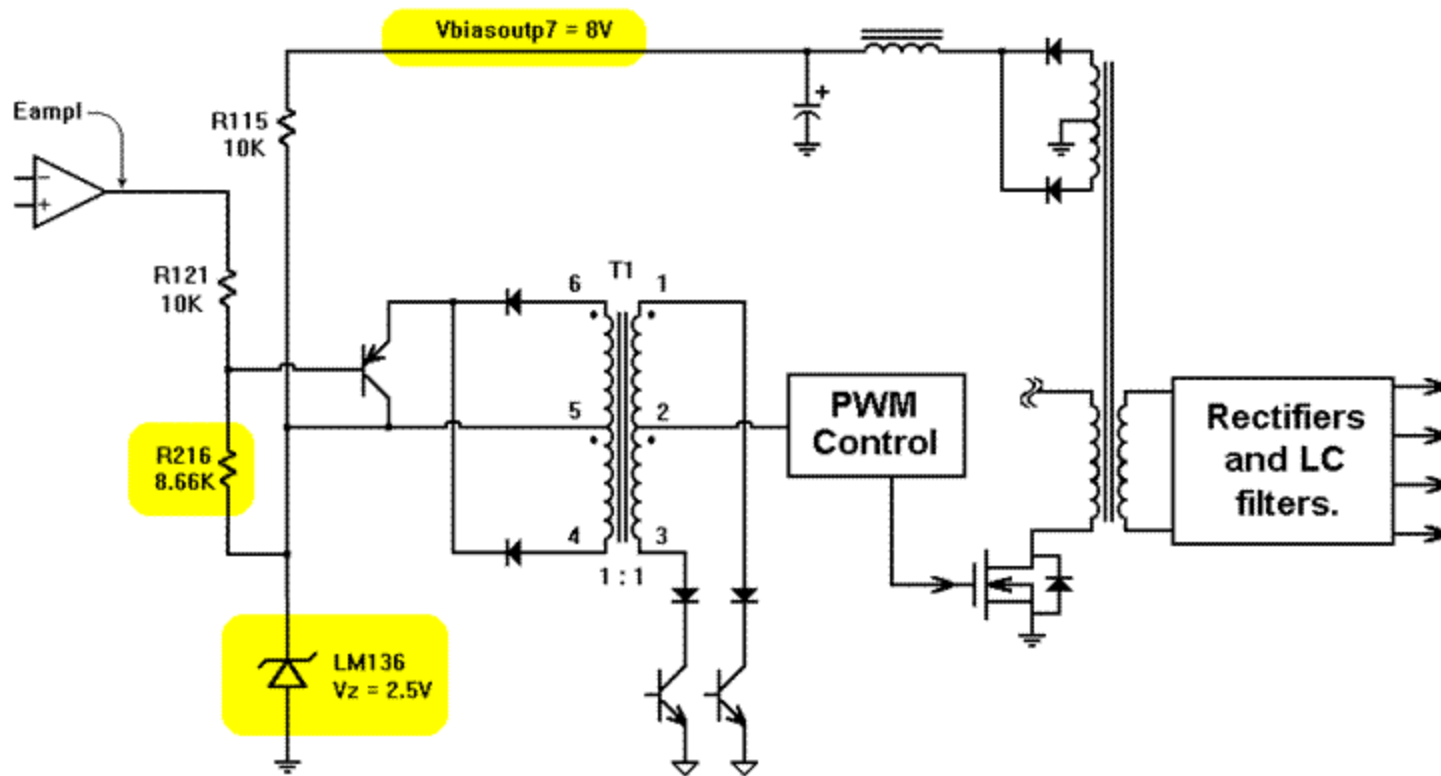 Vbiasoutp7 = 8V
Eampl
R115
10K
−
+
+
R121
10K
T1
6
1
5
2
4
3
1 : 1
PWM
Control
Rectifiers
and LC
filters.
R216
8.66K
LM136
Vz = 2.5V